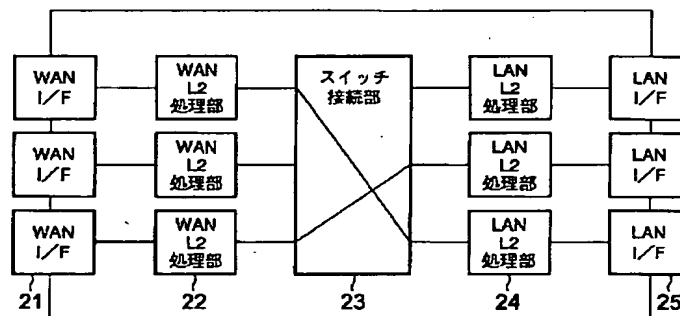 WAN
I/F
WAN
L2
処理部
スイッチ
接続部
LAN
L2
処理部
LAN
I/F
WAN
I/F
WAN
L2
処理部
LAN
L2
処理部
LAN
I/F
WAN
I/F
WAN
L2
処理部
LAN
L2
処理部
LAN
I/F
21
22
23
24
25